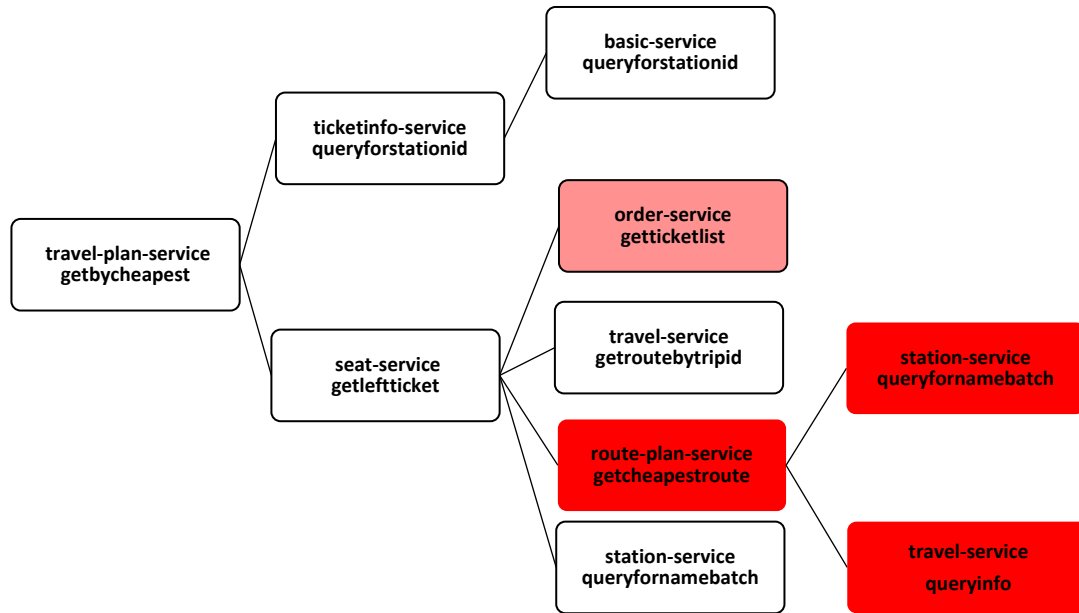 basic-service
queryforstationid
ticketinfo-service
queryforstationid
order-service
getticketlist
travel-plan-service
getbycheapest
travel-service
getroutebytripid
seat-service
getleftticket
station-service
queryfornamebatch
route-plan-service
getcheapestroute
station-service
queryfornamebatch
travel-service
queryinfo